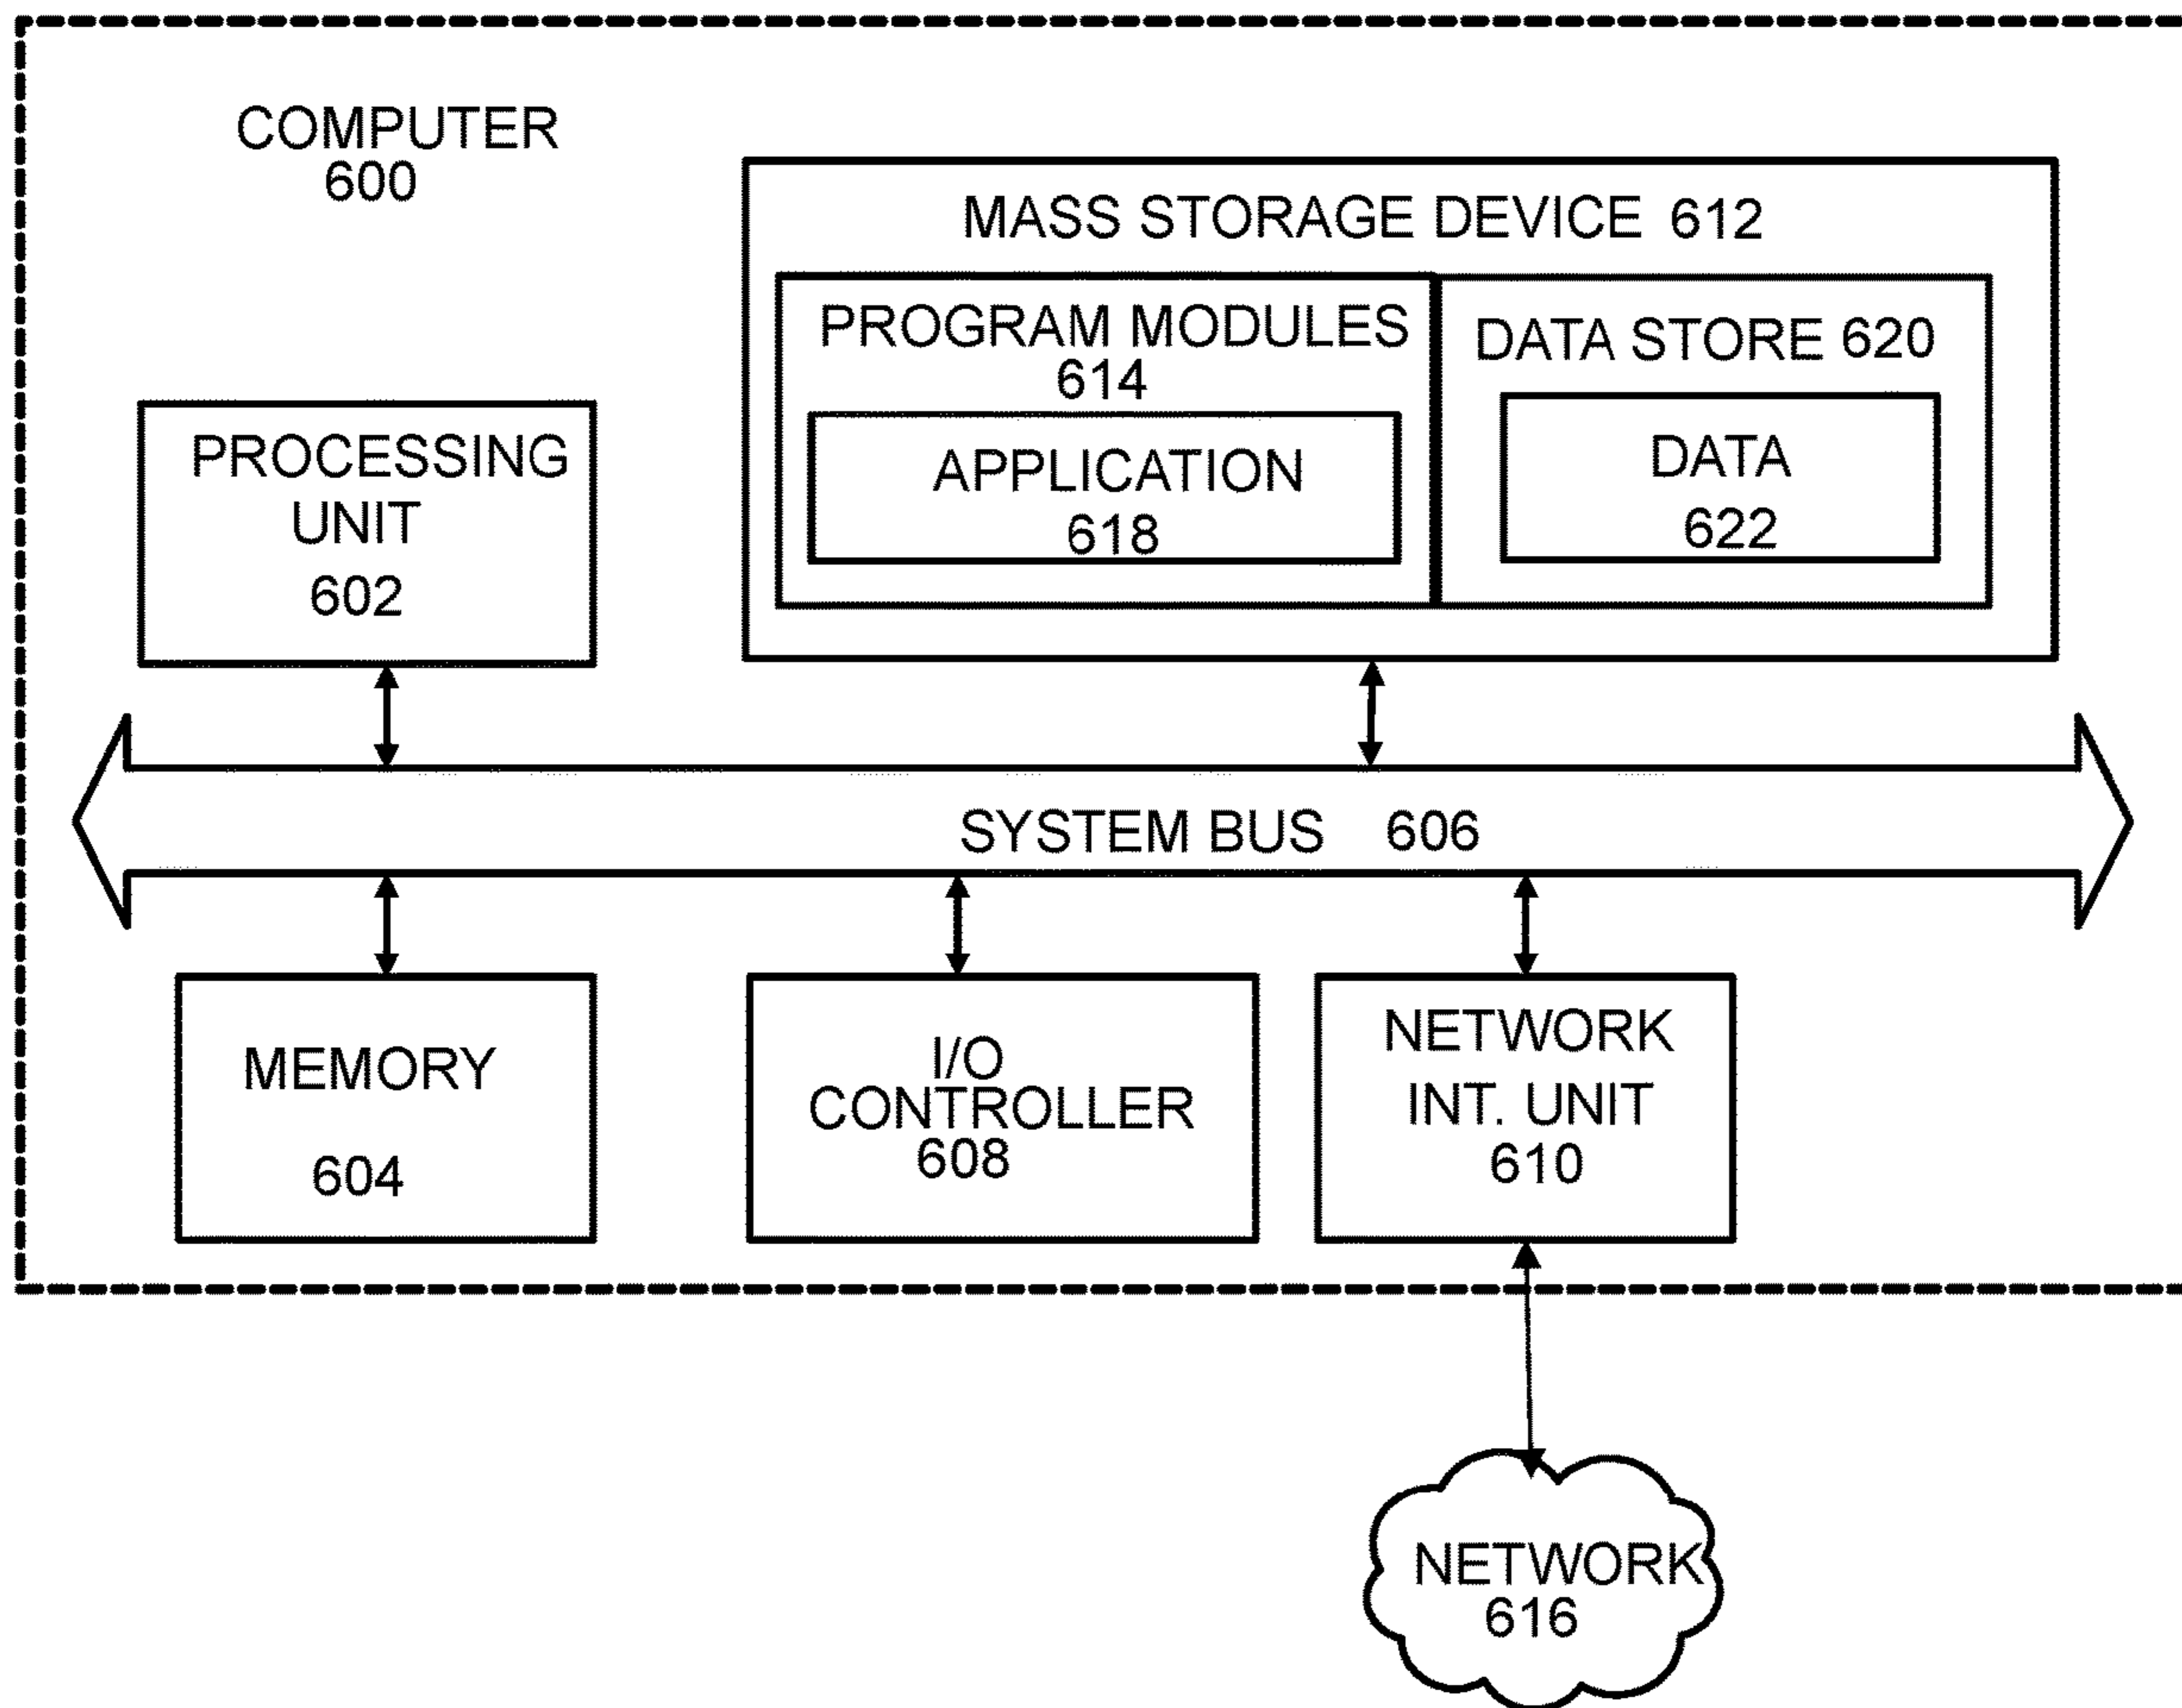 COMPUTER
600
MASS STORAGE DEVICE 612
PROGRAM MODULES
614
APPLICATION
618
DATA STORE 620
DATA
622
PROCESSING
UNIT
602
SYSTEM BUS 606
MEMORY
604
I/O
CONTROLLER
608
NETWORK
INT. UNIT
610
NETWORK
616